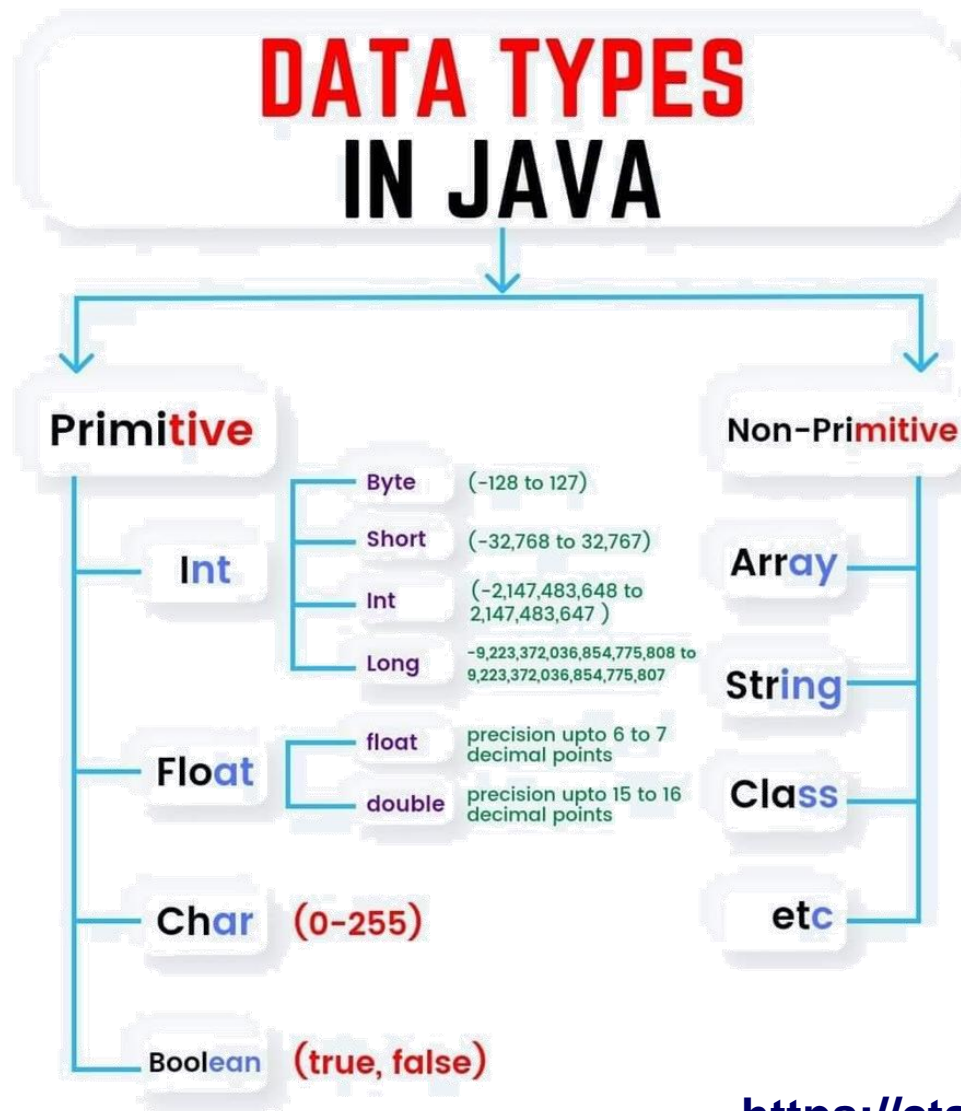 DATA TYPES
IN JAVA
Primitive
Non-Primitive
Int
Byte
(-128 to 127)
Short
(-32,768 to 32,767)
Int
(-2,147,483,648 to
2,147,483,647 )
Long
-9,223,372,036,854,775,808 to
9,223,372,036,854,775,807
Float
float
precision upto 6 to 7
decimal points
double
precision upto 15 to 16
decimal points
Char
(0-255)
Boolean
(true, false)
Array
String
Class
etc